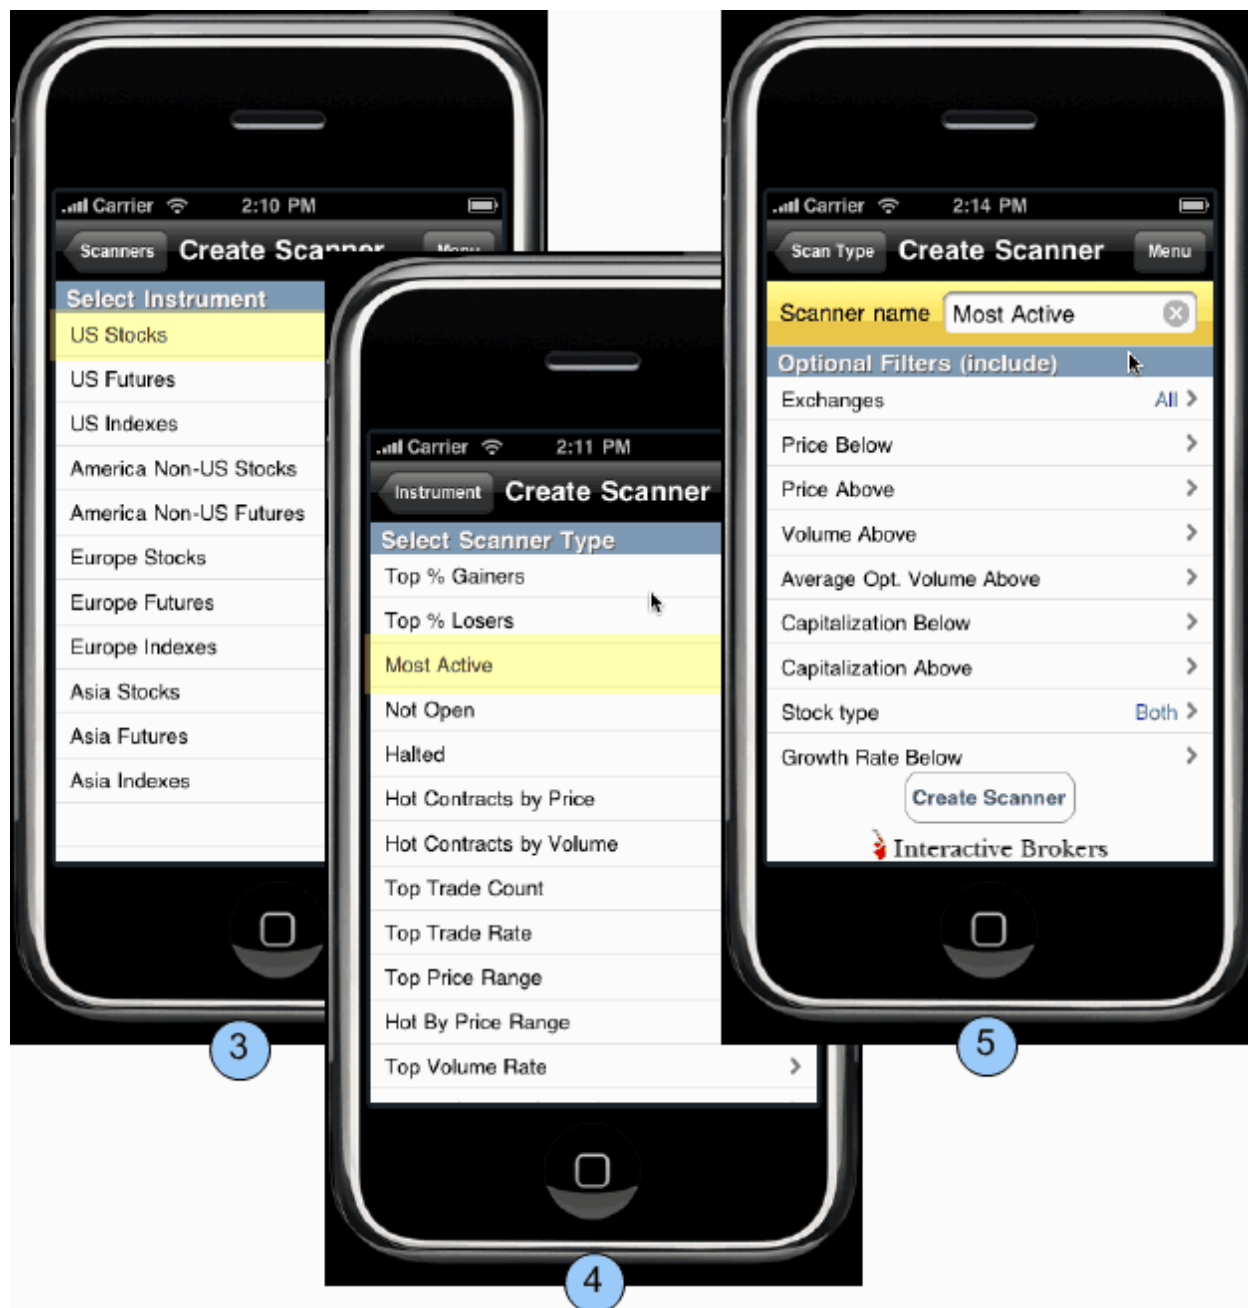 Carrier 2:10 PM
Scanners Create Scanner Menu
Select Instrument
US Stocks
US Futures
US Indexes
America Non-US Stocks
America Non-US Futures
Europe Stocks
Europe Futures
Europe Indexes
Asia Stocks
Asia Futures
Asia Indexes
3
Carrier 2:11 PM
Instrument Create Scanner
Select Scanner Type
Top % Gainers
Top % Losers
Most Active
Not Open
Halted
Hot Contracts by Price
Hot Contracts by Volume
Top Trade Count
Top Trade Rate
Top Price Range
Hot By Price Range
Top Volume Rate
4
Carrier 2:14 PM
Scan Type Create Scanner Menu
Scanner name Most Active
Optional Filters (include)
Exchanges All
Price Below
Price Above
Volume Above
Average Opt. Volume Above
Capitalization Below
Capitalization Above
Stock type Both
Growth Rate Below
Create Scanner
Interactive Brokers
5